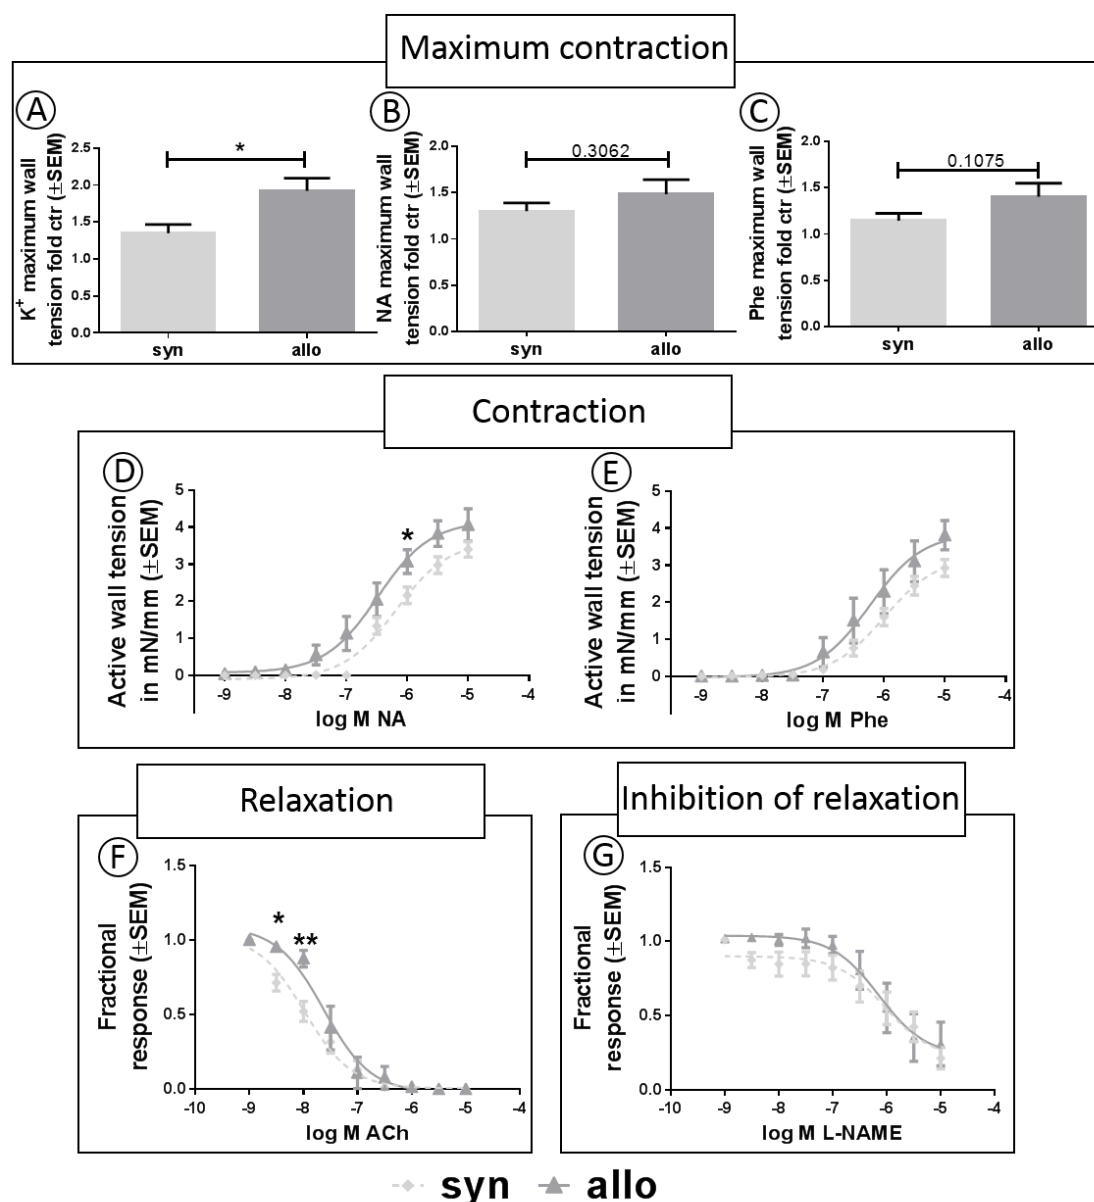 Maximum contraction
A
K+ maximum wall
tension fold ctr (±SEM)
2.5
2.0
1.5
1.0
0.5
0.0
*
syn allo
B
NA maximum wall
tension fold ctr (±SEM)
2.0
1.5
1.0
0.5
0.0
0.3062
syn allo
C
Phe maximum wall
tension fold ctr (±SEM)
2.0
1.5
1.0
0.5
0.0
0.1075
syn allo
Contraction
D
Active wall tension
in mN/mm (±SEM)
5
4
3
2
1
0
*
-9 -8 -7 -6 -5 -4
log M NA
E
Active wall tension
in mN/mm (±SEM)
5
4
3
2
1
0
-9 -8 -7 -6 -5 -4
log M Phe
Relaxation
F
Fractional
response (±SEM)
1.5
1.0
0.5
0.0
*
**
-10 -9 -8 -7 -6 -5 -4
log M ACh
Inhibition of relaxation
G
Fractional
response (±SEM)
1.5
1.0
0.5
0.0
-10 -9 -8 -7 -6 -5 -4
log M L-NAME
syn allo